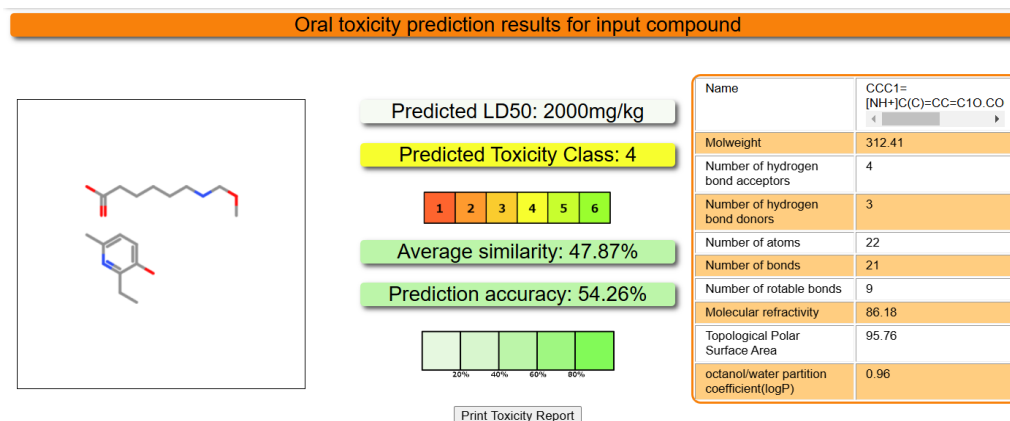 Oral toxicity prediction results for input compound
Predicted LD50: 2000mg/kg
Predicted Toxicity Class: 4
1 2 3 4 5 6
Average similarity: 47.87%
Prediction accuracy: 54.26%
20% 40% 60% 80%
Print Toxicity Report
Name
CCC1=
[NH+]C(C)=CC=C1O.CO
Molweight 312.41
Number of hydrogen
bond acceptors
4
Number of hydrogen
bond donors
3
Number of atoms 22
Number of bonds 21
Number of rotable bonds 9
Molecular refractivity 86.18
Topological Polar
Surface Area
95.76
octanol/water partition
coefficient(logP)
0.96